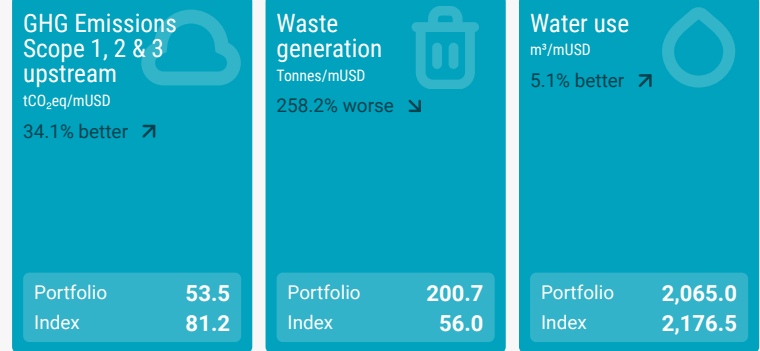 GHG Emissions
Scope 1, 2 & 3
upstream
tCO₂eq/mUSD
34.1% better
Portfolio 53.5
Index 81.2
Waste
generation
Tonnes/mUSD
258.2% worse
Portfolio 200.7
Index 56.0
Water use
m³/mUSD
5.1% better
Portfolio 2,065.0
Index 2,176.5